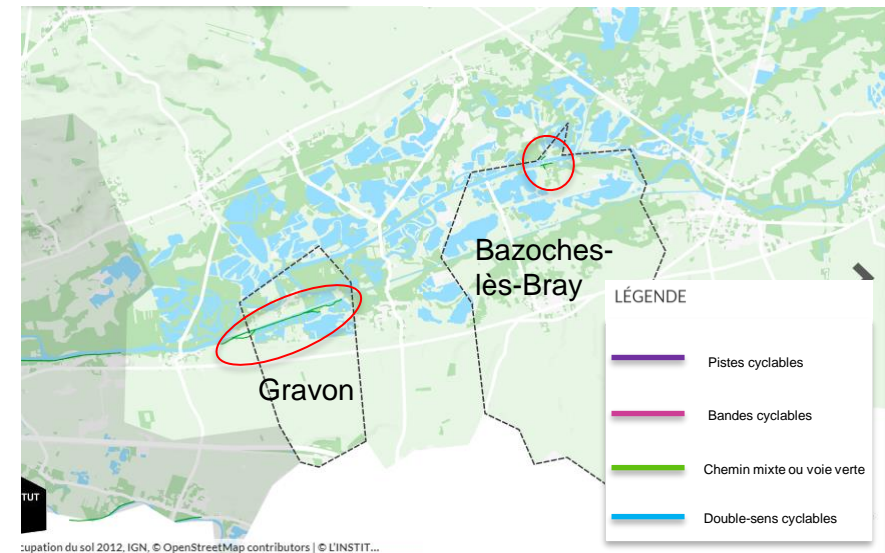 Bazoches-
lès-Bray
Gravon
LÉGENDE
Pistes cyclables
Bandes cyclables
Chemin mixte ou voie verte
Double-sens cyclables
TUT
cupation du sol 2012, IGN, © OpenStreetMap contributors | © L'INSTIT...